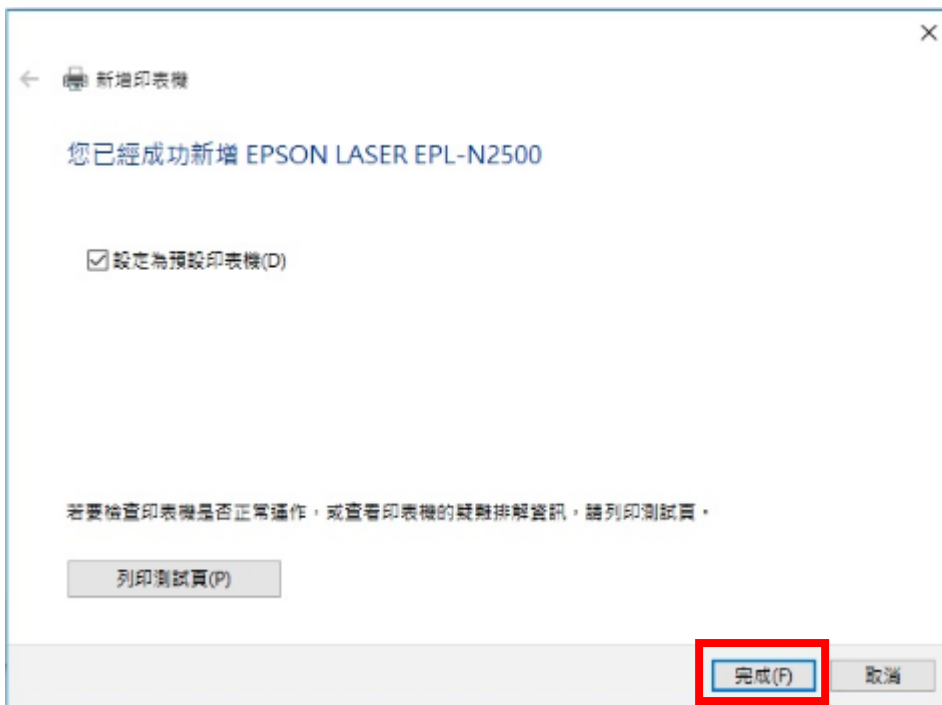 新增印表機
您已經成功新增 EPSON LASER EPL-N2500
設定為預設印表機(D)
若要檢查印表機是否正常運作，或查看印表機的疑難排解資訊，請列印測試頁。
列印測試頁(P)
完成(F) 取消